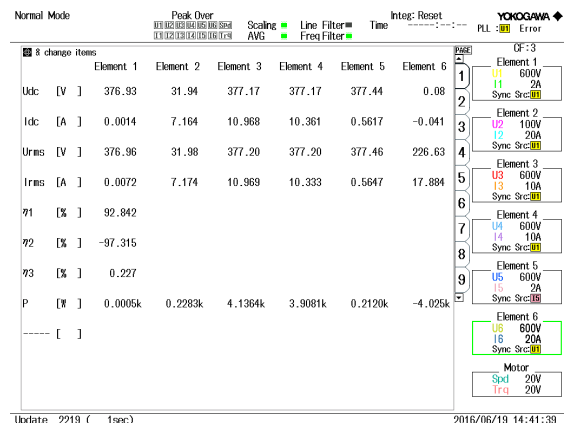 Normal Mode
Peak Over
U1 U2 U3 U4 U5 U6 Spd
I1 I2 I3 I4 I5 I6 Trq
Scaling
AVG
Line Filter
Freq Filter
Integ: Reset
Time -----:--:--
YOKOGAWA
PLL :U1 Error
8 change items
PAGE
CF:3
Element 1 Element 2 Element 3 Element 4 Element 5 Element 6
Udc [V ] 376.93 31.94 377.17 377.17 377.44 0.08
Idc [A ] 0.0014 7.164 10.968 10.361 0.5617 -0.041
Urms [V ] 376.96 31.98 377.20 377.20 377.46 226.63
Irms [A ] 0.0072 7.174 10.969 10.333 0.5647 17.884
η1 [% ] 92.842
η2 [% ] -97.315
η3 [% ] 0.227
P [W ] 0.0005k 0.2283k 4.1364k 3.9081k 0.2120k -4.025k
----- [ ]
1
2
3
4
5
6
7
8
9
Element 1
U1 600V
I1 2A
Sync Src:U1
Element 2
U2 100V
I2 20A
Sync Src:U1
Element 3
U3 600V
I3 10A
Sync Src:U1
Element 4
U4 600V
I4 10A
Sync Src:U1
Element 5
U5 600V
I5 2A
Sync Src:I5
Element 6
U6 600V
I6 20A
Sync Src:U1
Motor
Spd 20V
Trq 20V
Update 2219 ( 1sec)
2016/06/19 14:41:39